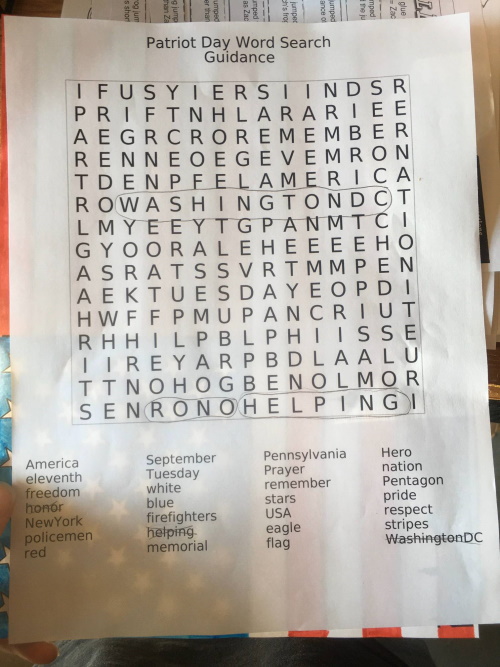 Patriot Day Word Search
Guidance
I F U S Y I E R S I I N D S R
P R I F T N H L A R A R I E E
A E G R C R O R E M E M B E R
R E N N E O E G E V E M R O N
T D E N P F E L A M E R I C A
R O W A S H I N G T O N D C T
L M Y E E Y T G P A N M T C I
G Y O O R A L E H E E E E H O
A S R A T S S V R T M M P E N
A E K T U E S D A Y E O P D I
H W F F P M U P A N C R I U T
R H H I L P B L P H I I S S E
I I R E Y A R P B D L A A L U
T T N O H O G B E N O L M O R
S E N R O N O H E L P I N G I
America
eleventh
freedom
honor
NewYork
policemen
red
September
Tuesday
white
blue
firefighters
helping
memorial
Pennsylvania
Prayer
remember
stars
USA
eagle
flag
Hero
nation
Pentagon
pride
respect
stripes
WashingtonDC